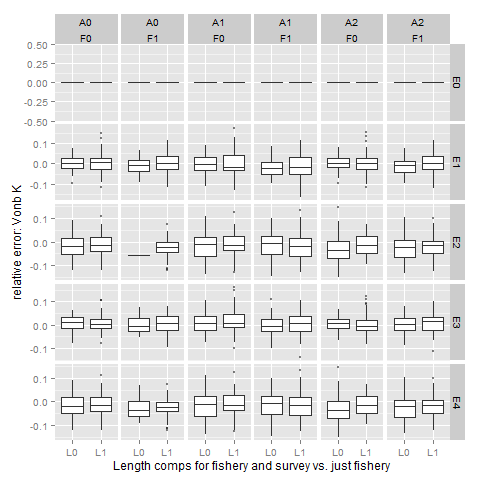 A0 A0 A1 A1 A2 A2
F0 F1 F0 F1 F0 F1
0.50
0.25
0.00
-0.25
-0.50
E0
0.1
0.0
-0.1
E1
0.1
0.0
-0.1
E2
0.1
0.0
-0.1
E3
0.1
0.0
-0.1
E4
relative error: Vonb K
L0 L1 L0 L1 L0 L1 L0 L1 L0 L1 L0 L1
Length comps for fishery and survey vs. just fishery